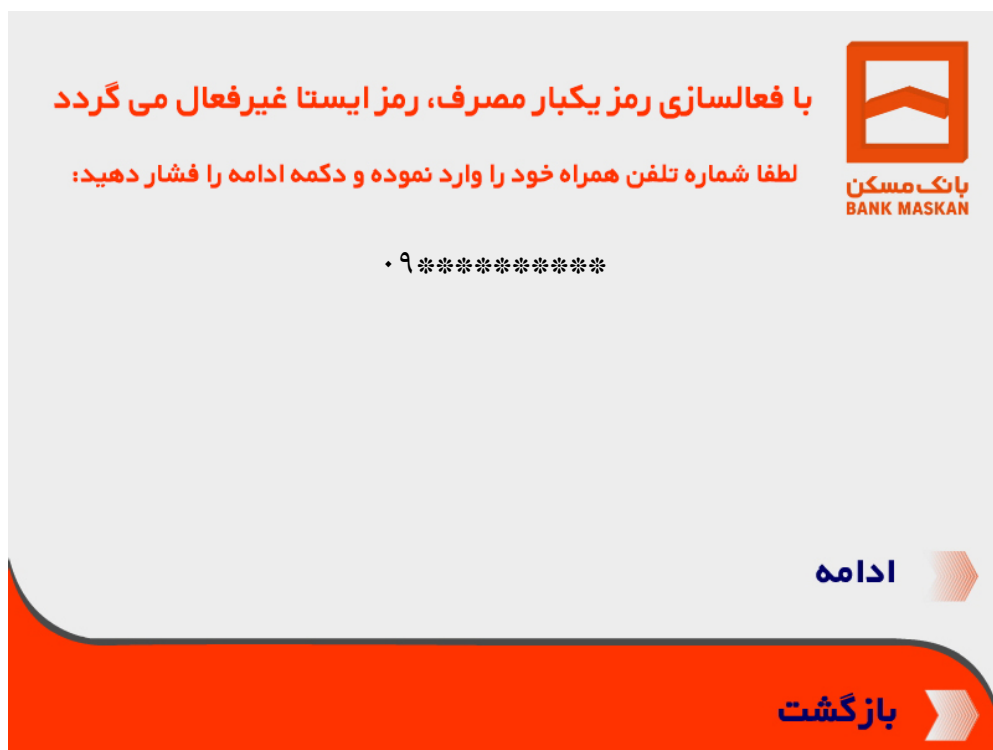 با فعالسازی رمز یکبار مصرف، رمز ایستا غیرفعال می گردد
لطفا شماره تلفن همراه خود را وارد نموده و دکمه ادامه را فشار دهید:
بانک مسکن
BANK MASKAN
۰۹**********
ادامه
بازگشت